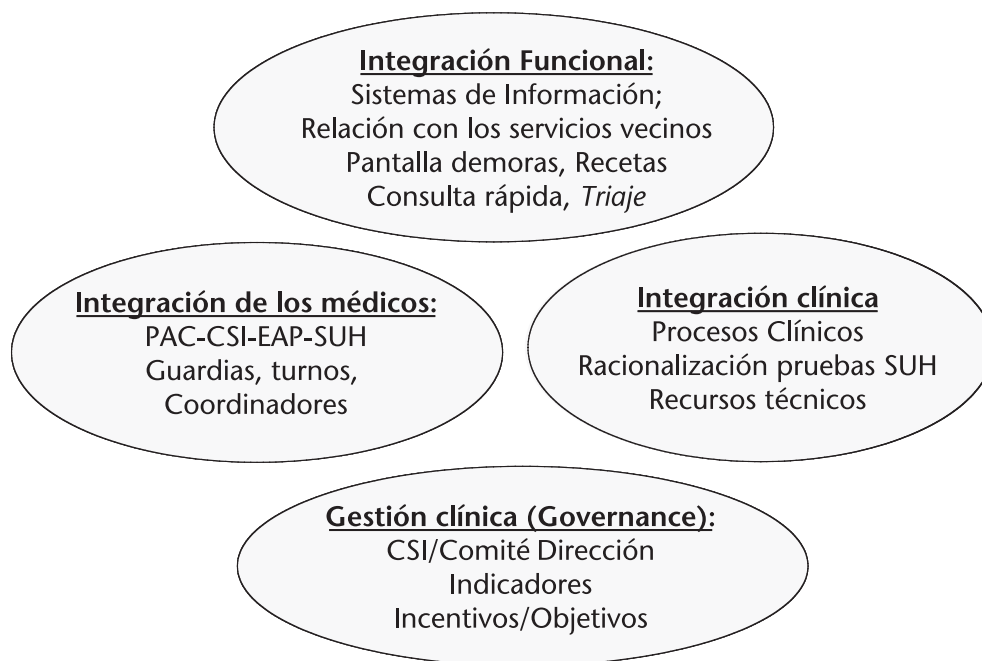 Integración Funcional:
Sistemas de Información;
Relación con los servicios vecinos
Pantalla demoras, Recetas
Consulta rápida, Triaje
Integración de los médicos:
PAC-CSI-EAP-SUH
Guardias, turnos,
Coordinadores
Integración clínica
Procesos Clínicos
Racionalización pruebas SUH
Recursos técnicos
Gestión clínica (Governance):
CSI/Comité Dirección
Indicadores
Incentivos/Objetivos